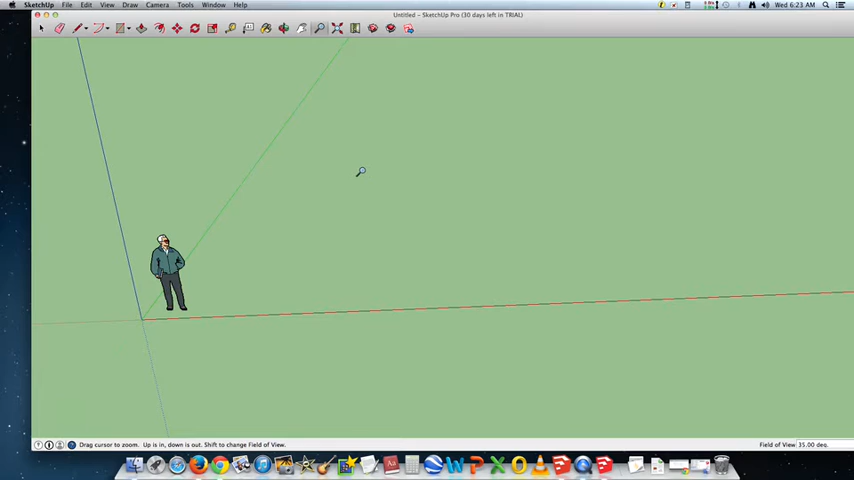 SketchUp File Edit View Draw Camera Tools Window Help
Wed 6:23 AM
Untitled – SketchUp Pro (30 days left in TRIAL)
Drag cursor to zoom. Up is in, down is out. Shift to change Field of View.
Field of View 35.00 deg.